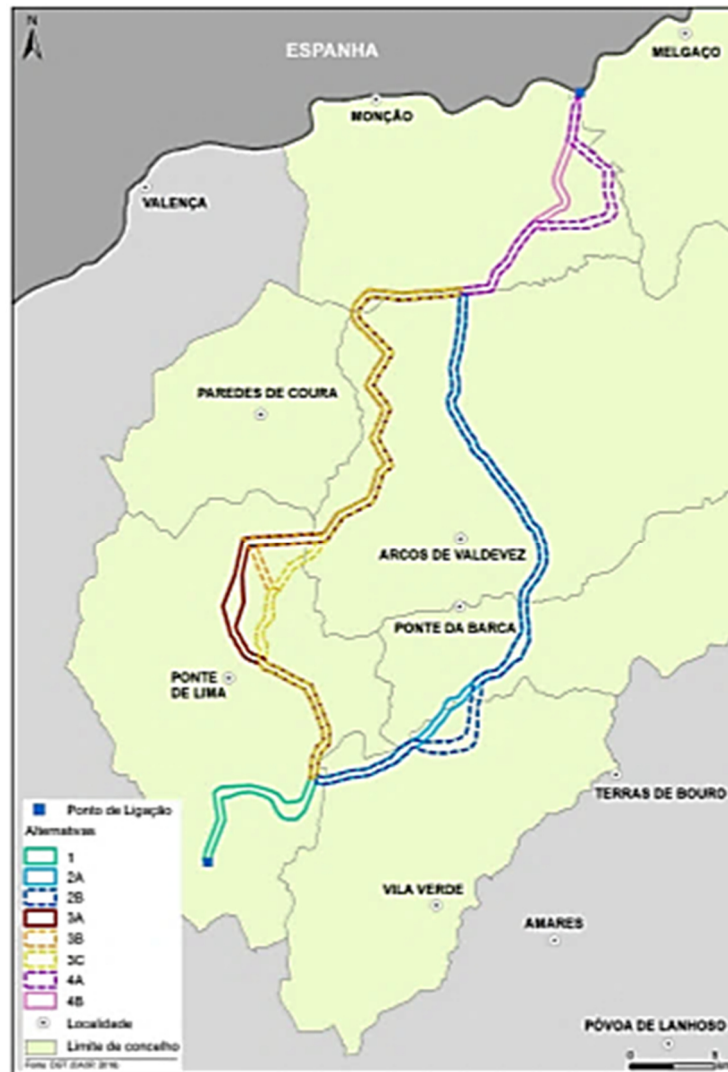 N
ESPANHA
MELGAÇO
MONÇÃO
VALENÇA
PAREDES DE COURA
ARCOS DE VALDEVEZ
PONTE DA BARCA
PONTE
DE LIMA
TERRAS DE BOURO
VILA VERDE
AMARES
PÓVOA DE LANHOSO
Ponto de Ligação
Alternativas
1
2A
2B
3A
3B
3C
4A
4B
Localidade
Limite de concelho
0